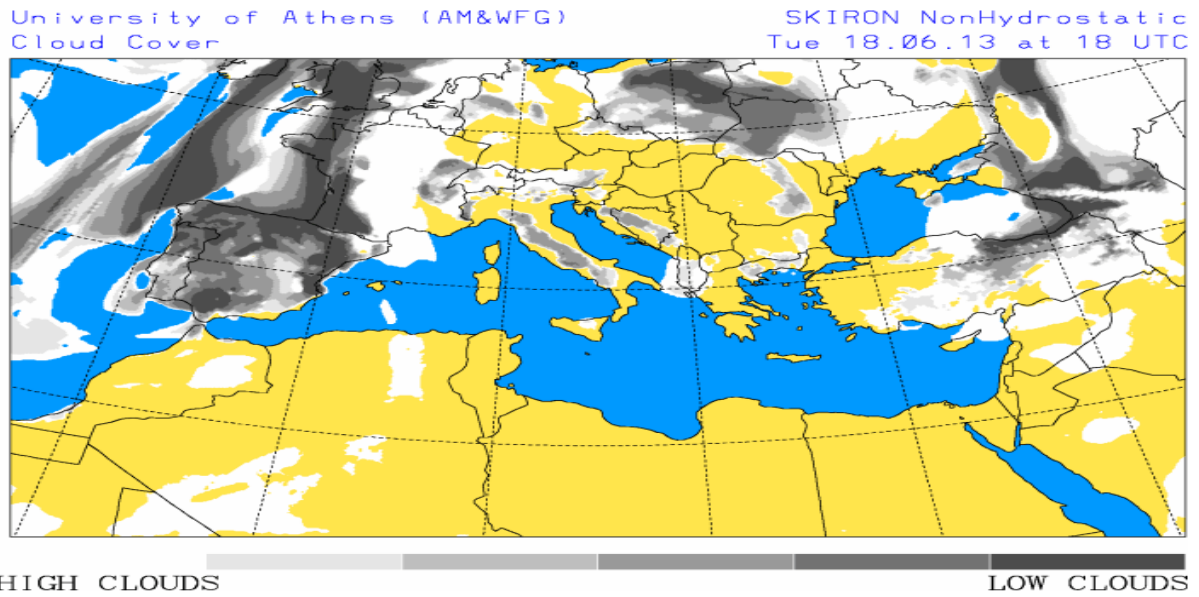 University of Athens (AM&WFG)
SKIRON NonHydrostatic
Cloud Cover
Tue 18.06.13 at 18 UTC
HIGH CLOUDS
LOW CLOUDS